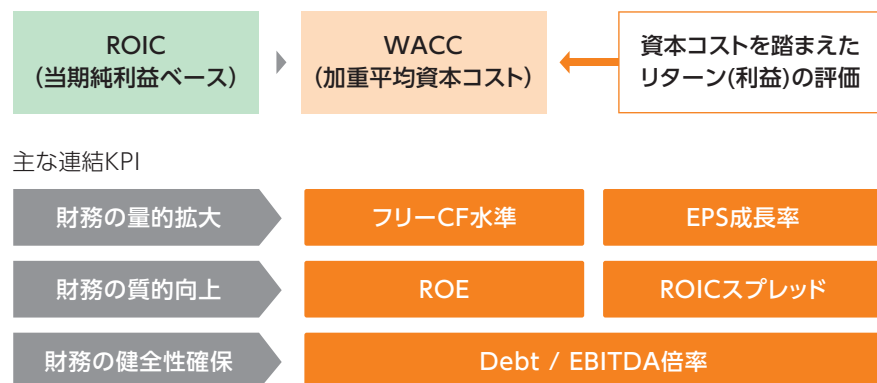 ROIC
（当期純利益ベース）
WACC
（加重平均資本コスト）
資本コストを踏まえた
リターン(利益)の評価
主な連結KPI
財務の量的拡大
フリーCF水準
EPS成長率
財務の質的向上
ROE
ROICスプレッド
財務の健全性確保
Debt / EBITDA倍率